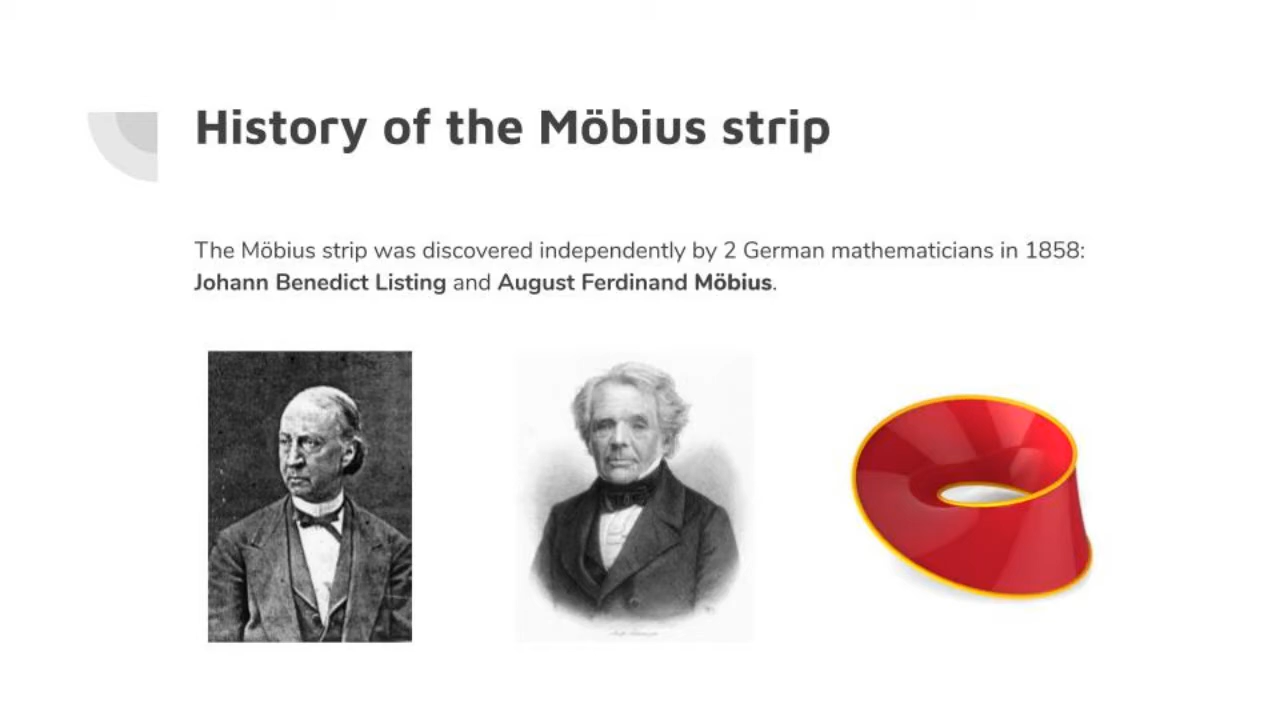 History of the Möbius strip
The Möbius strip was discovered independently by 2 German mathematicians in 1858:
Johann Benedict Listing and August Ferdinand Möbius.